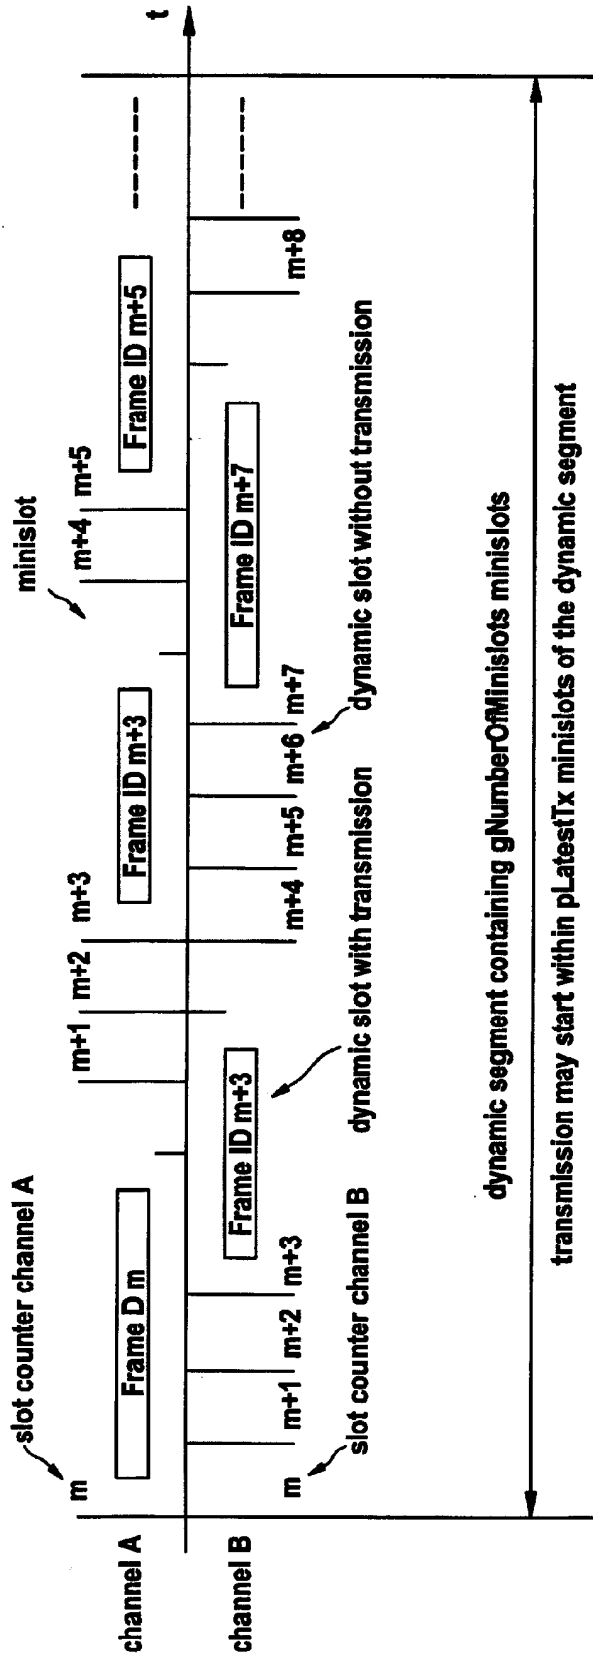 slot counter channel A
minislot
t
m
m+1
m+2
m+3
m+4
m+5
channel A
Frame D m
Frame ID m+3
Frame ID m+5
------
channel B
Frame ID m+3
Frame ID m+7
------
m
m+1
m+2
m+3
m+4
m+5
m+6
m+7
m+8
slot counter channel B
dynamic slot with transmission
dynamic slot without transmission
dynamic segment containing gNumberOfMinislots minislots
transmission may start within pLatestTx minislots of the dynamic segment